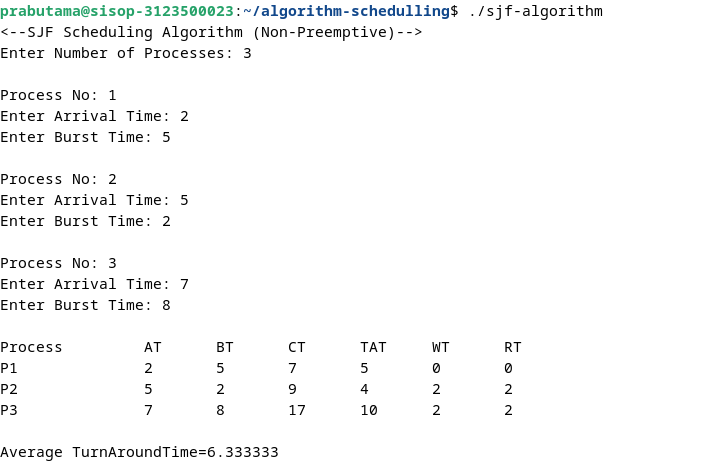 prabutama@sisop-3123500023:~/algorithm-schedulling$ ./sjf-algorithm
<--SJF Scheduling Algorithm (Non-Preemptive)-->
Enter Number of Processes: 3
Process No: 1
Enter Arrival Time: 2
Enter Burst Time: 5
Process No: 2
Enter Arrival Time: 5
Enter Burst Time: 2
Process No: 3
Enter Arrival Time: 7
Enter Burst Time: 8
Process AT BT CT TAT WT RT
P1 2 5 7 5 0 0
P2 5 2 9 4 2 2
P3 7 8 17 10 2 2
Average TurnAroundTime=6.333333